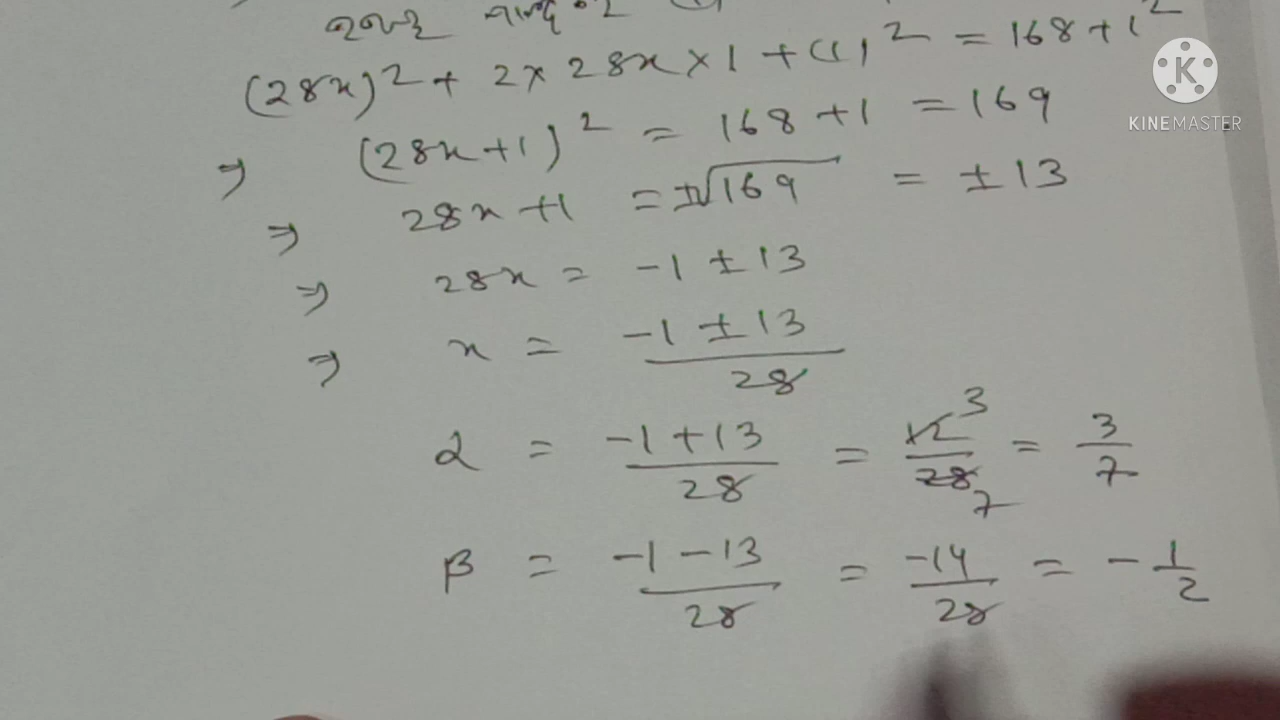 (28x)² + 2 × 28x × 1 + (1)² = 168 + 1²
⇒ (28x + 1)² = 168 + 1 = 169
⇒ 28x + 1 = ±√169 = ±13
⇒ 28x = -1 ± 13
⇒ x = (-1 ± 13)/28
α = (-1 + 13)/28 = 12/28 3/7 = 3/7
β = (-1 - 13)/28 = -14/28 = -1/2
KINEMASTER